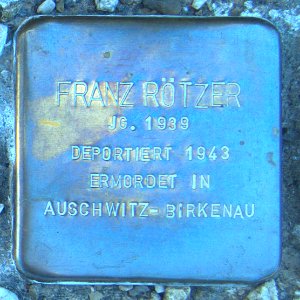 FRANZ RÖTZER
JG. 1939
DEPORTIERT 1943
ERMORDET IN
AUSCHWITZ-BIRKENAU